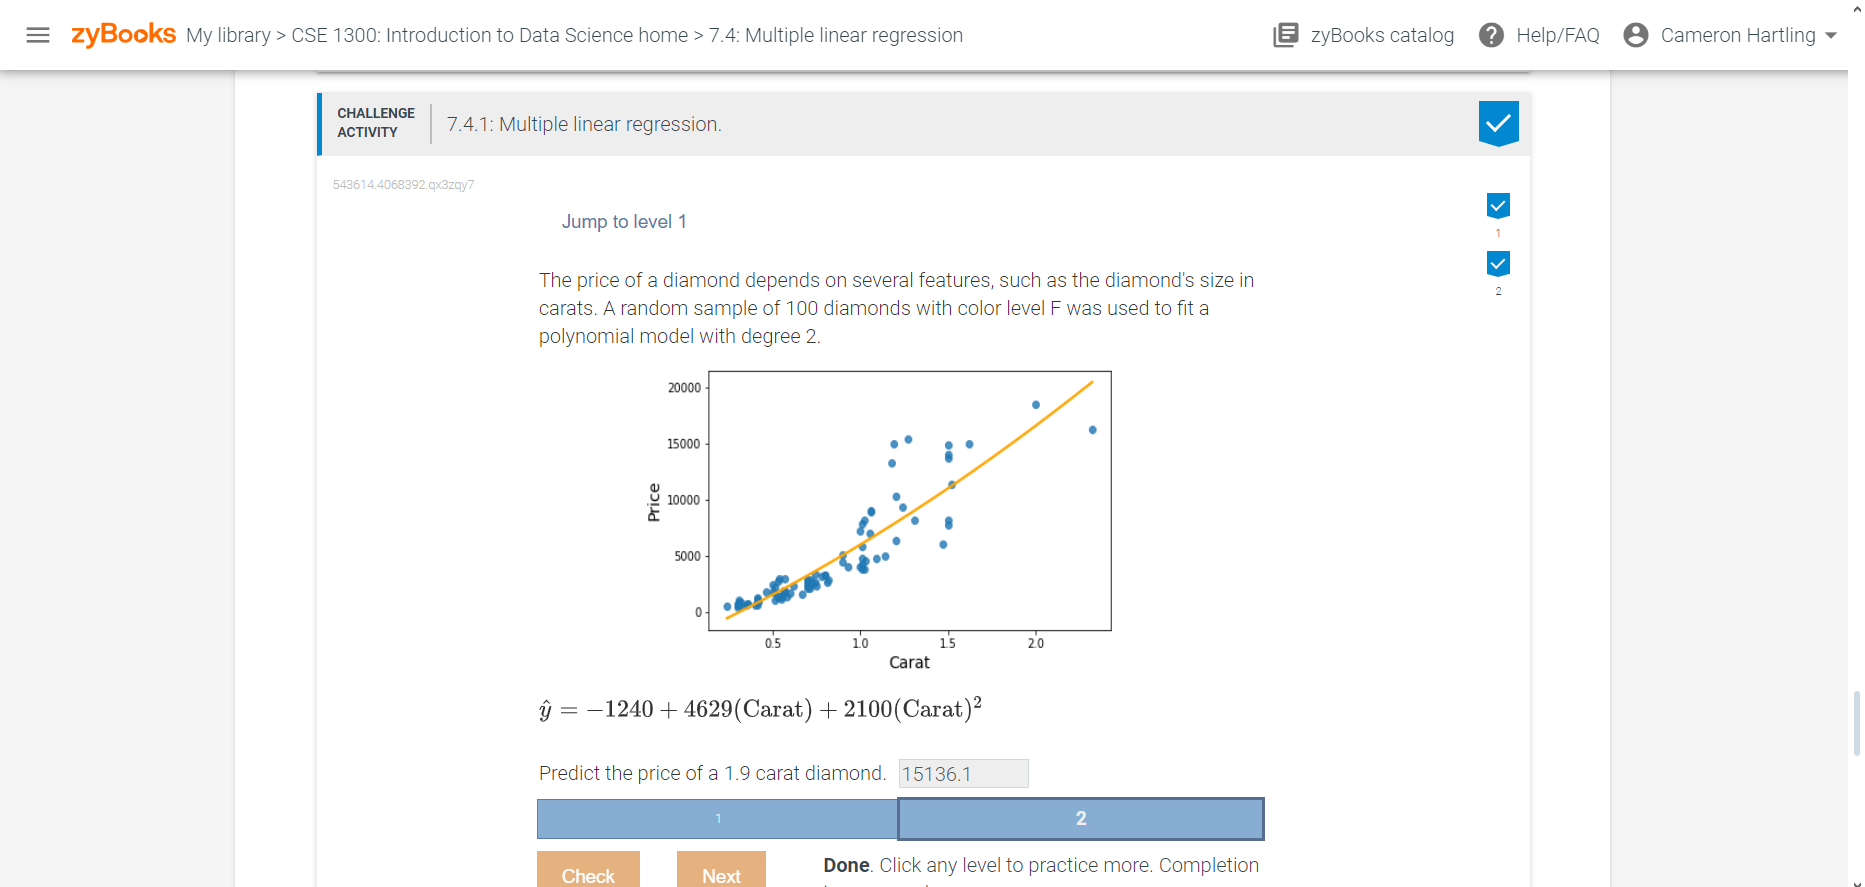 zyBooks My library > CSE 1300: Introduction to Data Science home > 7.4: Multiple linear regression
zyBooks catalog
? Help/FAQ
Cameron Hartling
CHALLENGE
ACTIVITY
7.4.1: Multiple linear regression.
543614.4068392.qx3zqy7
Jump to level 1
1
2
The price of a diamond depends on several features, such as the diamond's size in
carats. A random sample of 100 diamonds with color level F was used to fit a
polynomial model with degree 2.
20000
15000
10000
5000
0
Price
0.5 1.0 1.5 2.0
Carat
ŷ = −1240 + 4629(Carat) + 2100(Carat)²
Predict the price of a 1.9 carat diamond. 15136.1
1 2
Check Next
Done. Click any level to practice more. Completion